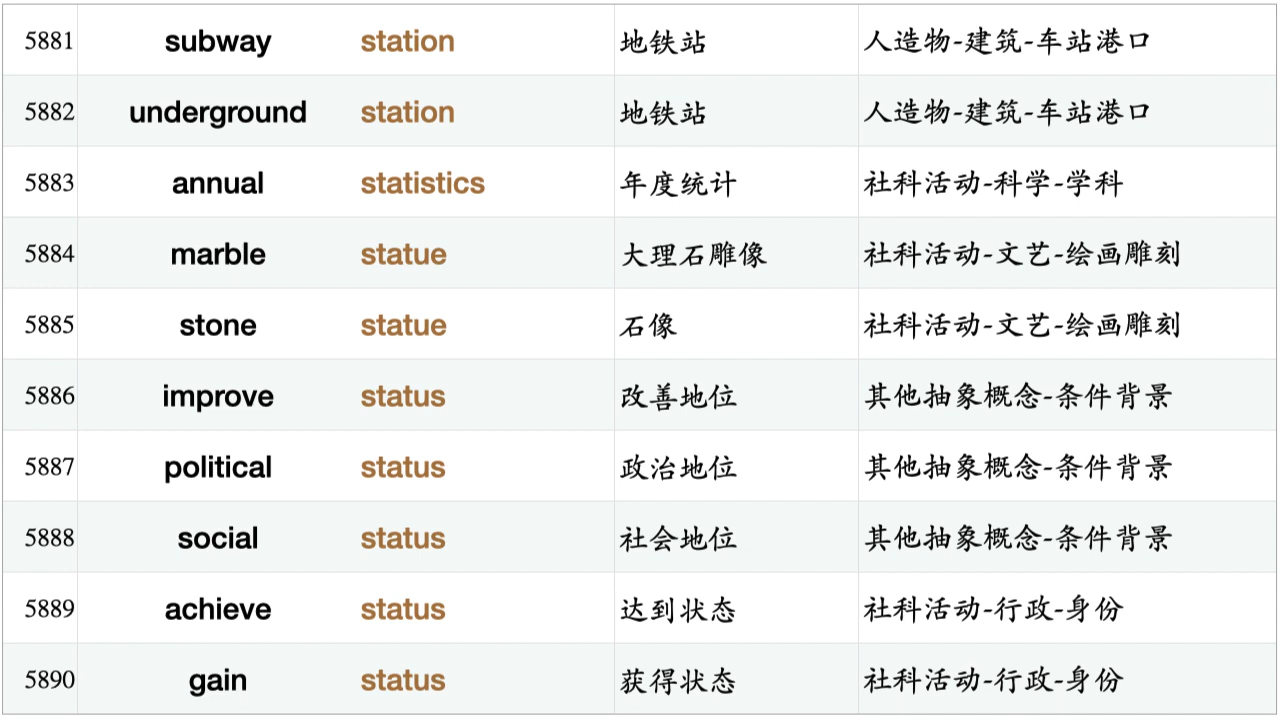 5881 subway station 地铁站 人造物-建筑-车站港口
5882 underground station 地铁站 人造物-建筑-车站港口
5883 annual statistics 年度统计 社科活动-科学-学科
5884 marble statue 大理石雕像 社科活动-文艺-绘画雕刻
5885 stone statue 石像 社科活动-文艺-绘画雕刻
5886 improve status 改善地位 其他抽象概念-条件背景
5887 political status 政治地位 其他抽象概念-条件背景
5888 social status 社会地位 其他抽象概念-条件背景
5889 achieve status 达到状态 社科活动-行政-身份
5890 gain status 获得状态 社科活动-行政-身份